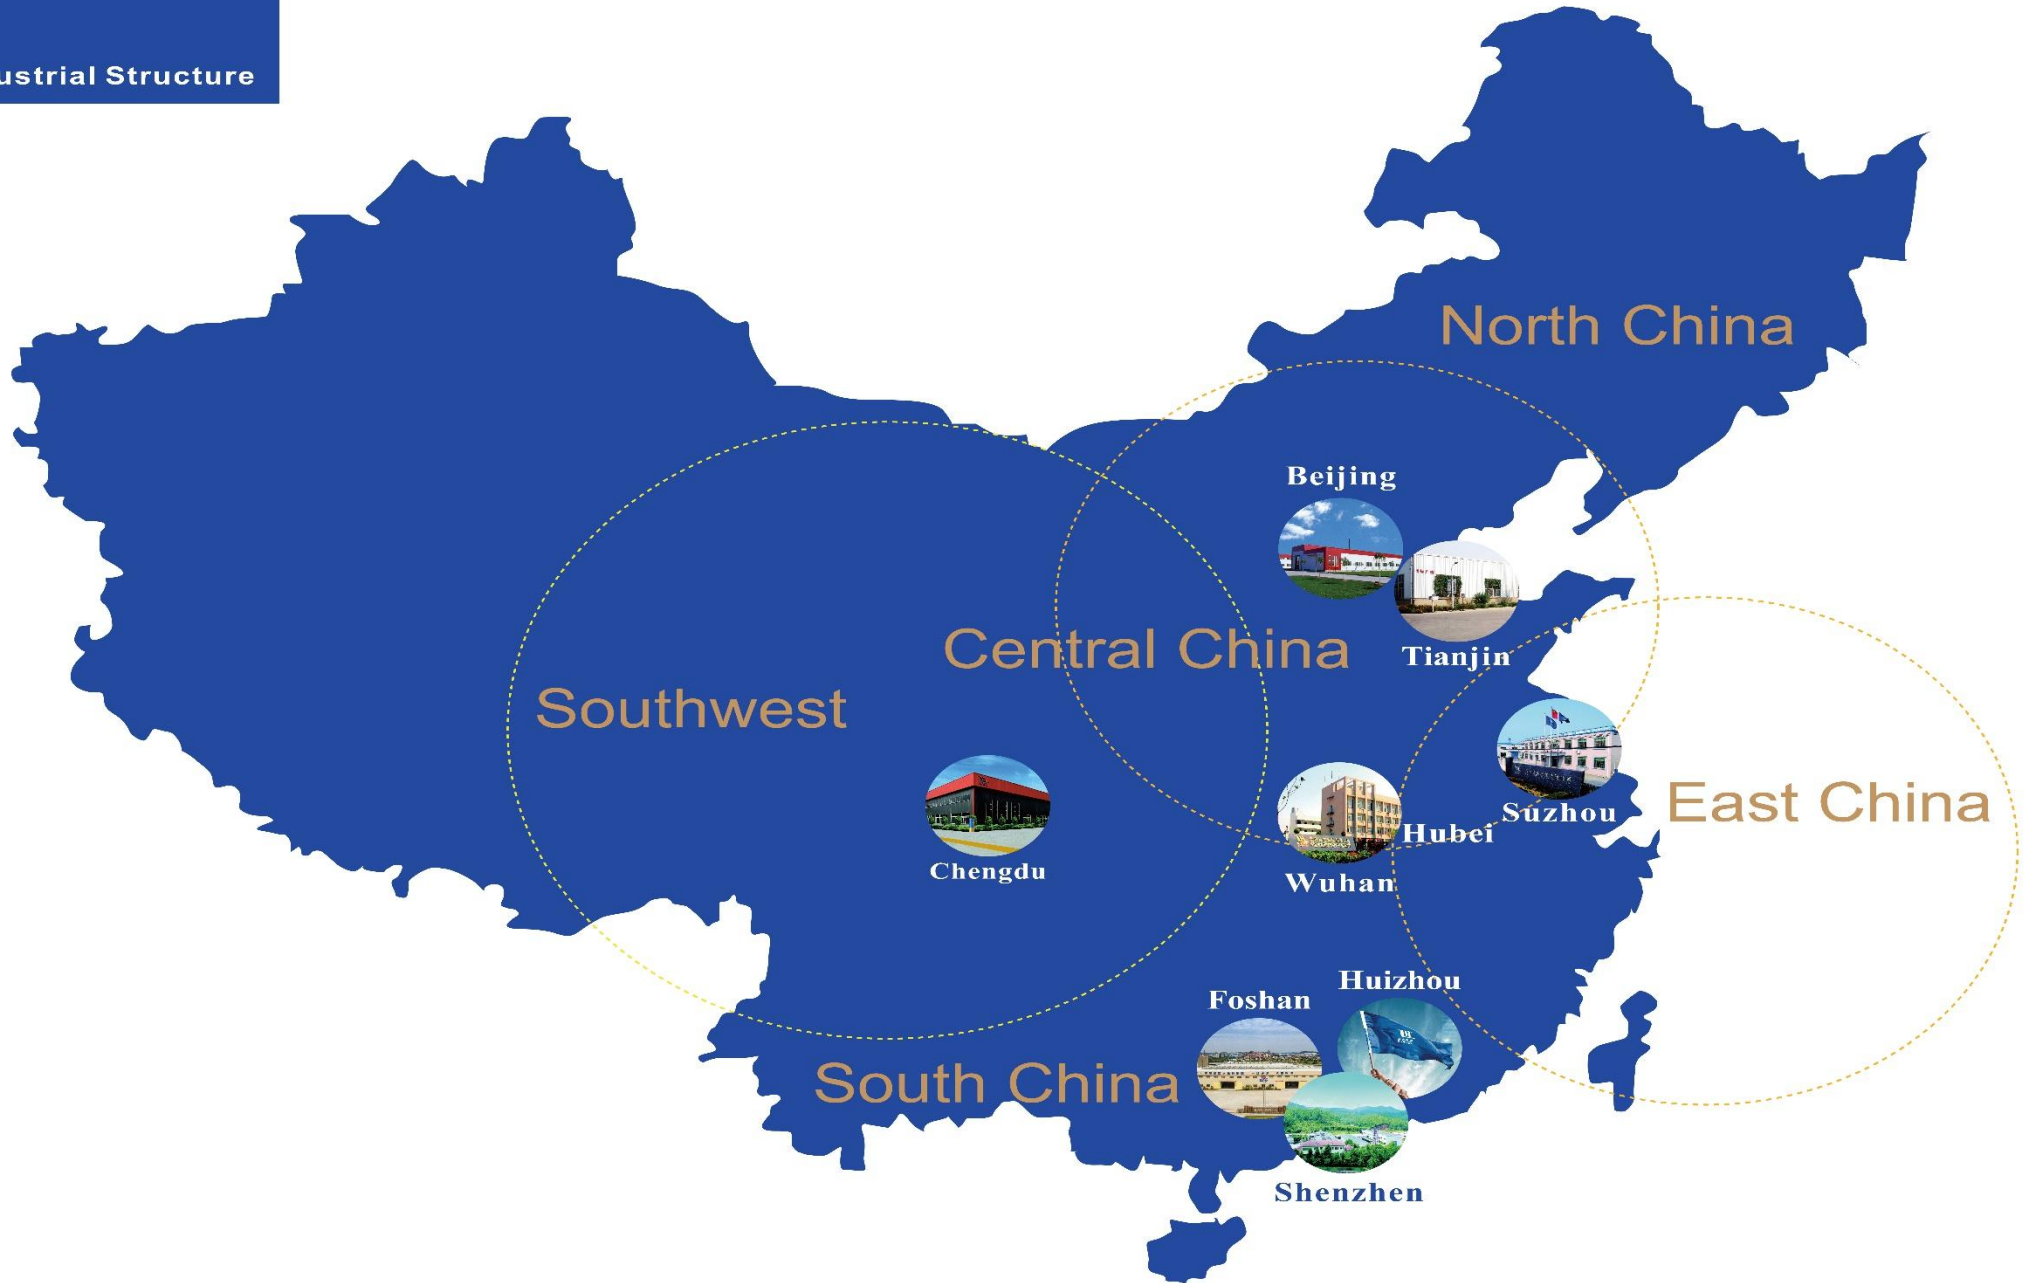 ustrial Structure
North China
Beijing
Tianjin
Central China
Southwest
Suzhou
East China
Hubei
Chengdu
Wuhan
Huizhou
Foshan
South China
Shenzhen